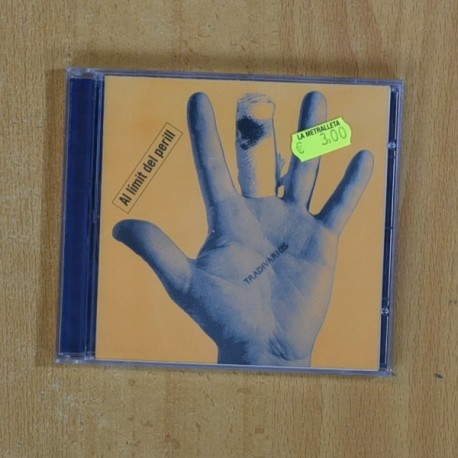 Al límit del perill
LA METRALLETA
€ 3,00
TRADIVARIUS